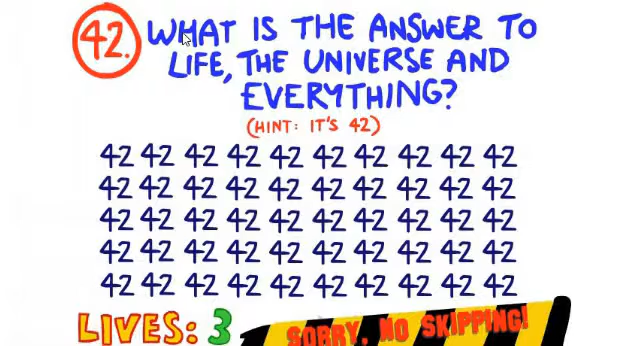 42. WHAT IS THE ANSWER TO
LIFE, THE UNIVERSE AND
EVERYTHING?
(HINT: IT'S 42)
42 42 42 42 42 42 42 42 42 42
42 42 42 42 42 42 42 42 42 42
42 42 42 42 42 42 42 42 42 42
42 42 42 42 42 42 42 42 42 42
42 42 42 42 42 42 42 42 42 42
LIVES: 3 SORRY, NO SKIPPING!